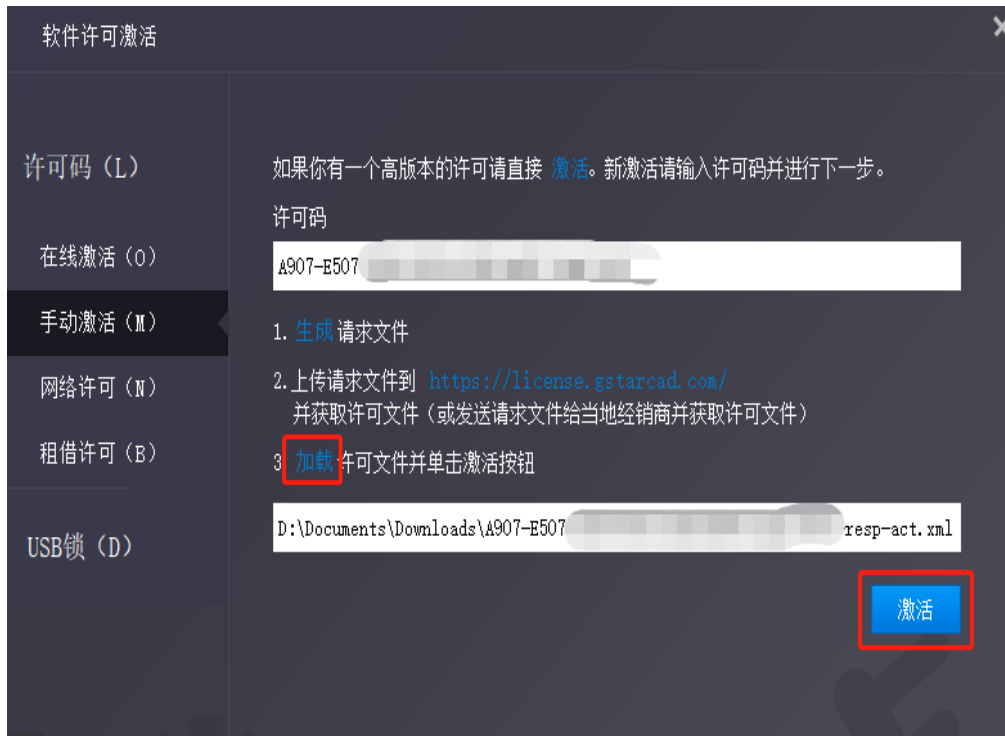 软件许可激活
许可码（L）
在线激活（O）
手动激活（M）
网络许可（N）
租借许可（B）
USB锁（D）
如果你有一个高版本的许可请直接 激活。新激活请输入许可码并进行下一步。
许可码
A907-E507
1. 生成 请求文件
2.上传请求文件到 https://license.gstarcad.com/
并获取许可文件（或发送请求文件给当地经销商并获取许可文件）
3 加载 许可文件并单击激活按钮
D:\Documents\Downloads\A907-E507 resp-act.xml
激活